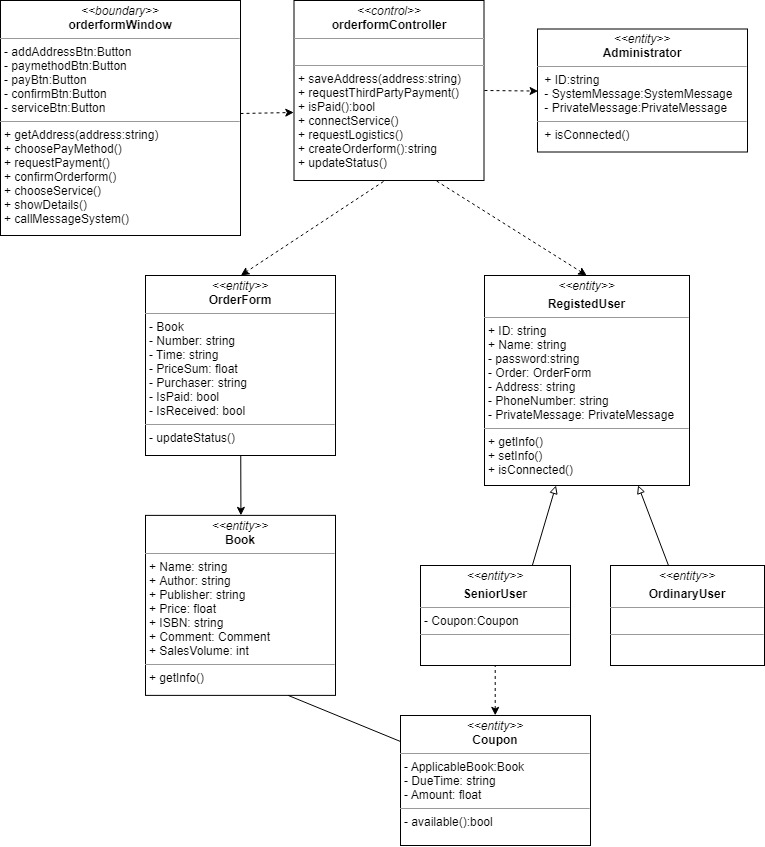 <<boundary>>
orderformWindow
- addAddressBtn:Button
- paymethodBtn:Button
- payBtn:Button
- confirmBtn:Button
- serviceBtn:Button
+ getAddress(address:string)
+ choosePayMethod()
+ requestPayment()
+ confirmOrderform()
+ chooseService()
+ showDetails()
+ callMessageSystem()
<<control>>
orderformController
+ saveAddress(address:string)
+ requestThirdPartyPayment()
+ isPaid():bool
+ connectService()
+ requestLogistics()
+ createOrderform():string
+ updateStatus()
<<entity>>
Administrator
+ ID:string
- SystemMessage:SystemMessage
- PrivateMessage:PrivateMessage
+ isConnected()
<<entity>>
OrderForm
- Book
- Number: string
- Time: string
- PriceSum: float
- Purchaser: string
- IsPaid: bool
- IsReceived: bool
- updateStatus()
<<entity>>
RegistedUser
+ ID: string
+ Name: string
- password:string
- Order: OrderForm
- Address: string
- PhoneNumber: string
- PrivateMessage: PrivateMessage
+ getInfo()
+ setInfo()
+ isConnected()
<<entity>>
Book
+ Name: string
+ Author: string
+ Publisher: string
+ Price: float
+ ISBN: string
+ Comment: Comment
+ SalesVolume: int
+ getInfo()
<<entity>>
SeniorUser
- Coupon:Coupon
<<entity>>
OrdinaryUser
<<entity>>
Coupon
- ApplicableBook:Book
- DueTime: string
- Amount: float
- available():bool